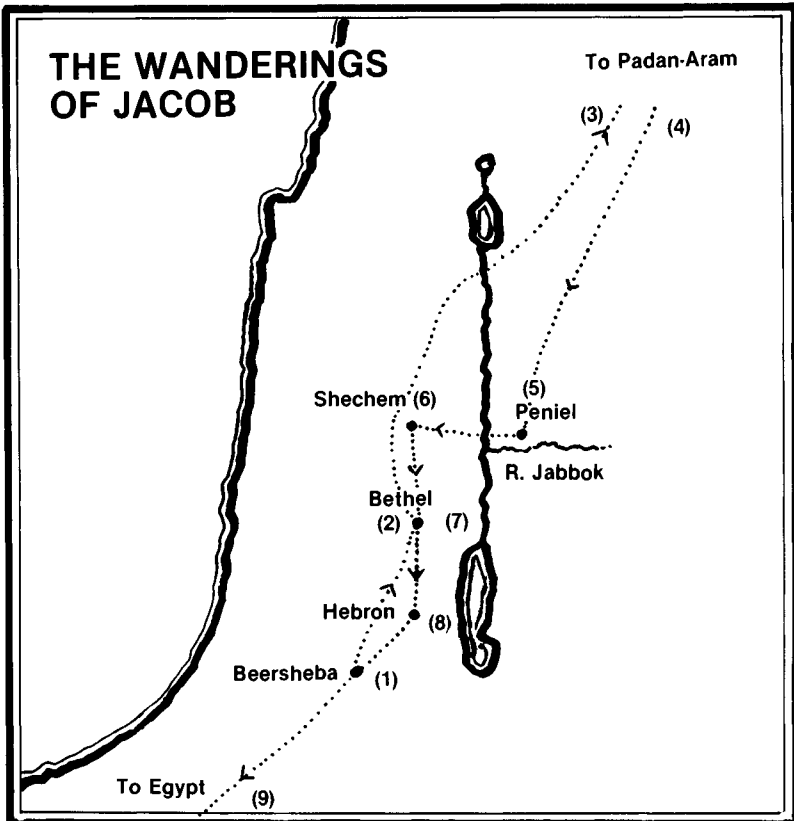 THE WANDERINGS
OF JACOB
To Padan-Aram
(3)
(4)
(5)
Shechem (6)
Peniel
R. Jabbok
Bethel
(2) (7)
Hebron
(8)
Beersheba
(1)
To Egypt
(9)